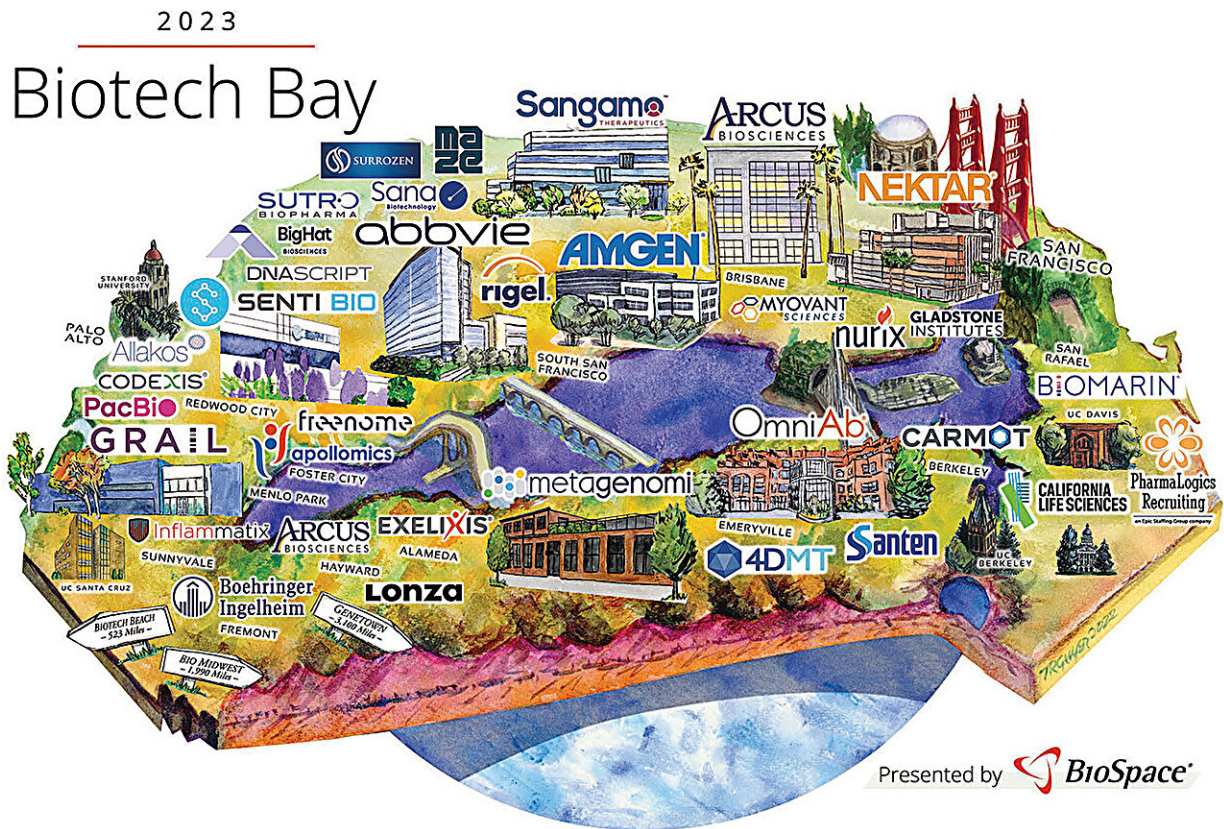 2023
Biotech Bay
Sangamo
THERAPEUTICS
ARCUS
BIOSCIENCES
maze
SURROZEN
NEKTAR
SUTRO
BIOPHARMA
Sana
Biotechnology
BigHat
BIOSCIENCES
abbvie
AMGEN
SAN
FRANCISCO
STANFORD
UNIVERSITY
DNASCRIPT
SENTI BIO
rigel.
BRISBANE
MYOVANT
SCIENCES
nurix
GLADSTONE
INSTITUTES
PALO
ALTO
Allakos
SOUTH SAN
FRANCISCO
SAN
RAFAEL
CODEXIS®
BIOMARIN
PacBio
REDWOOD CITY
UC DAVIS
GRAIL
freenome
apollomics
FOSTER CITY
MENLO PARK
OmniAb
CARMOT
BERKELEY
metagenomi
CALIFORNIA
LIFE SCIENCES
PharmaLogics
Recruiting
an Epic Staffing Group company
Inflammatix
SUNNYVALE
ARCUS
BIOSCIENCES
HAYWARD
EXELIXIS®
ALAMEDA
EMERYVILLE
4DMT
Santen
UC
BERKELEY
UC SANTA CRUZ
Boehringer
Ingelheim
FREMONT
Lonza
BIOTECH BEACH
– 523 Miles –
GENETOWN
– 3,100 Miles –
BIO MIDWEST
– 1,990 Miles –
Presented by BioSpace®